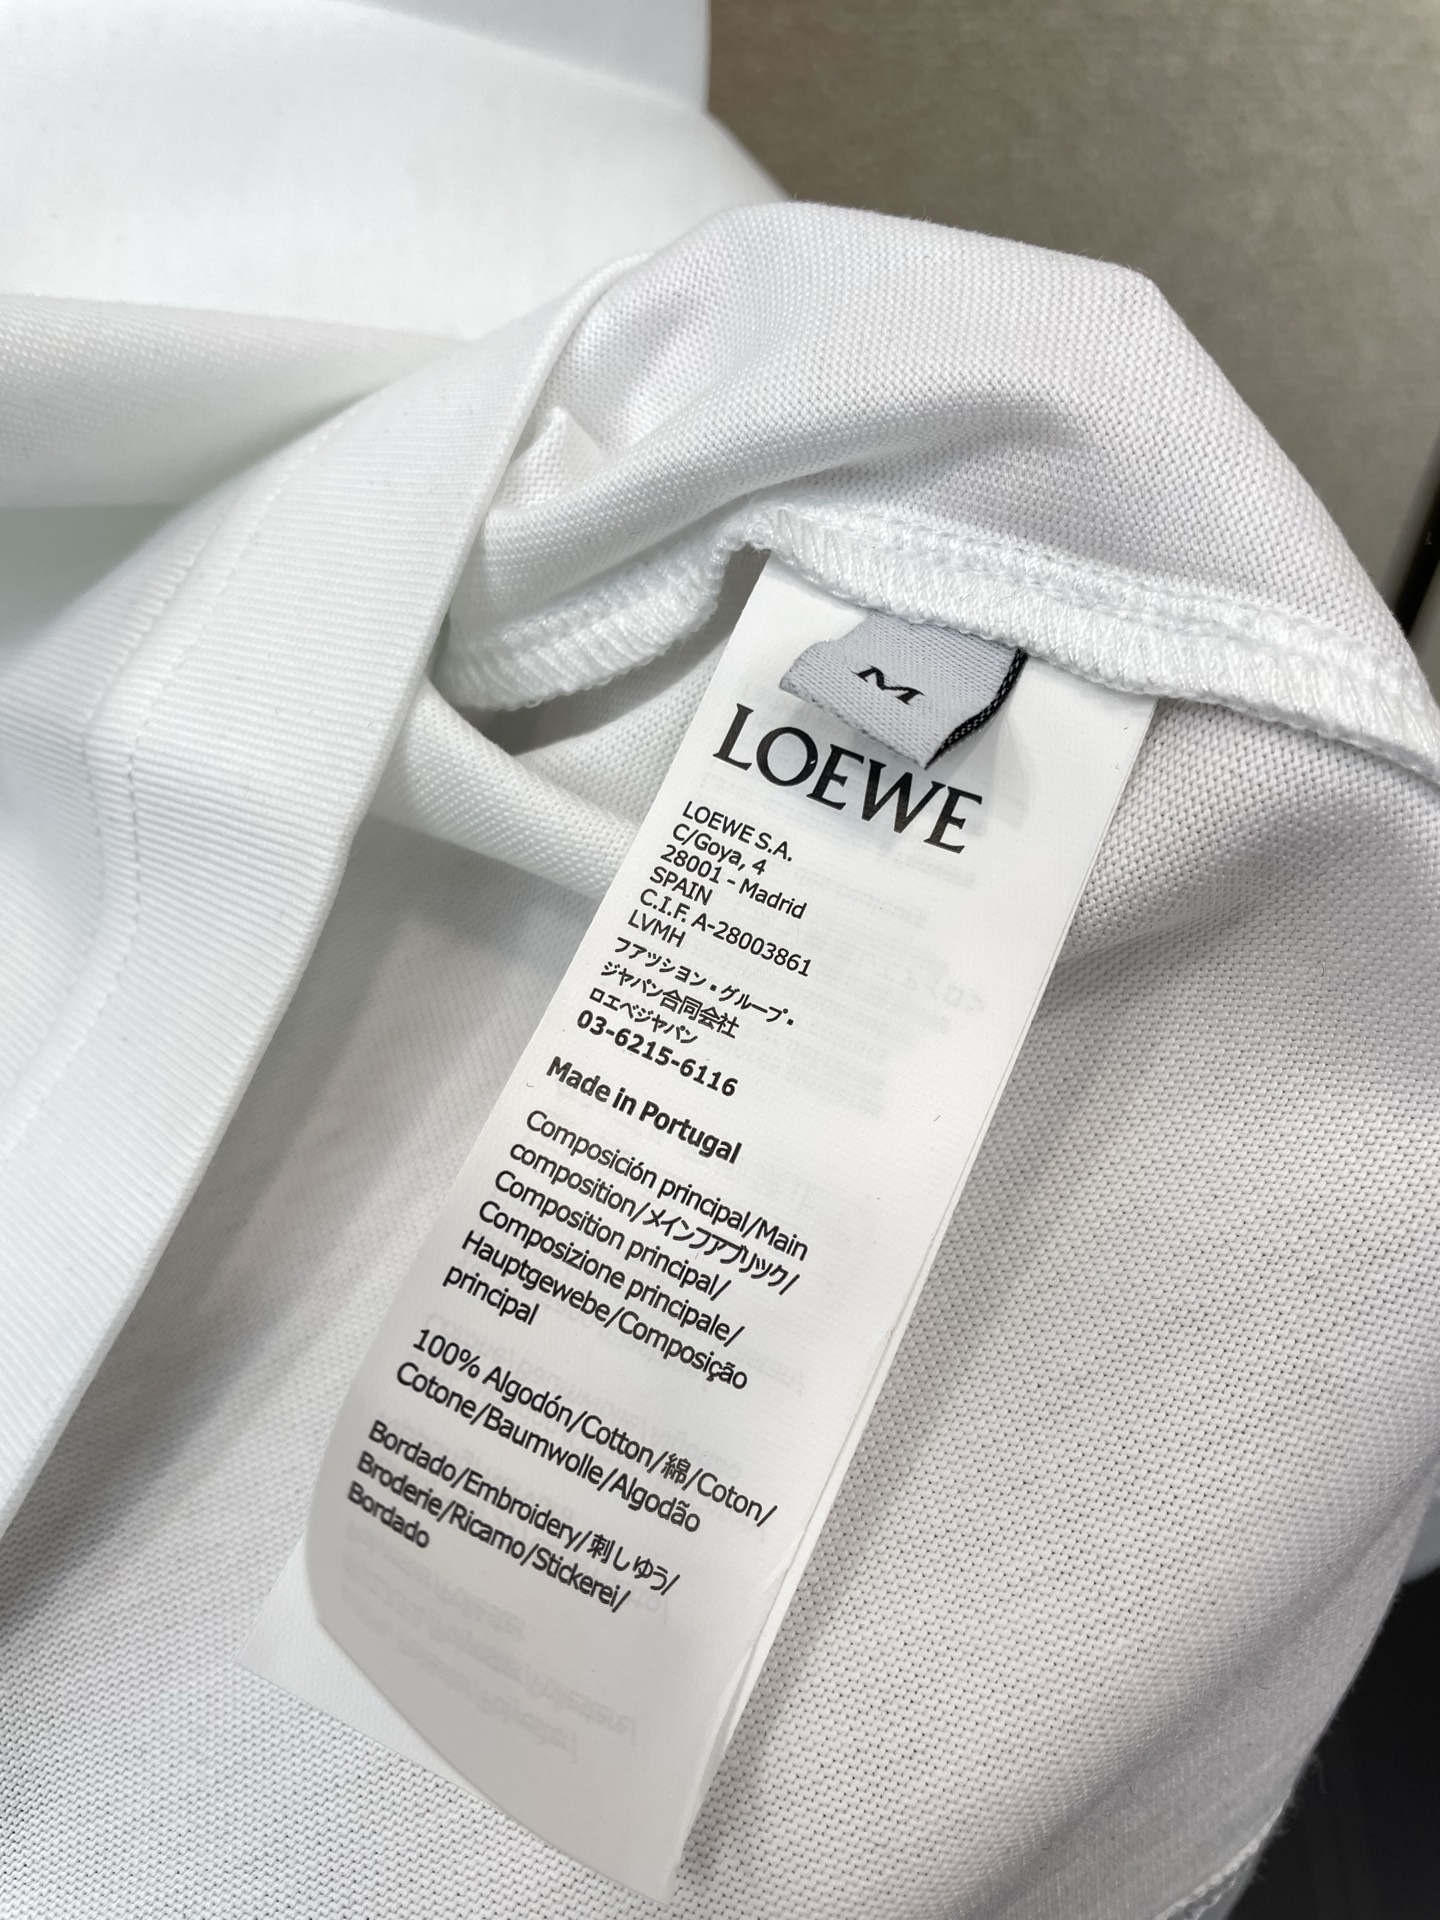 M
LOEWE
LOEWE S.A.
C/Goya, 4
28001 - Madrid
SPAIN
C.I.F. A-28003861
LVMH
ファッション・グループ・
ジャパン合同会社
ロエベジャパン
03-6215-6116
Made in Portugal
Composición principal/Main
composition/メインファブリック/
Composition principal/
Composizione principale/
Hauptgewebe/Composição
principal
100% Algodón/Cotton/綿/Coton/
Cotone/Baumwolle/Algodão
Bordado/Embroidery/刺しゆう/
Broderie/Ricamo/Stickerei/
Bordado